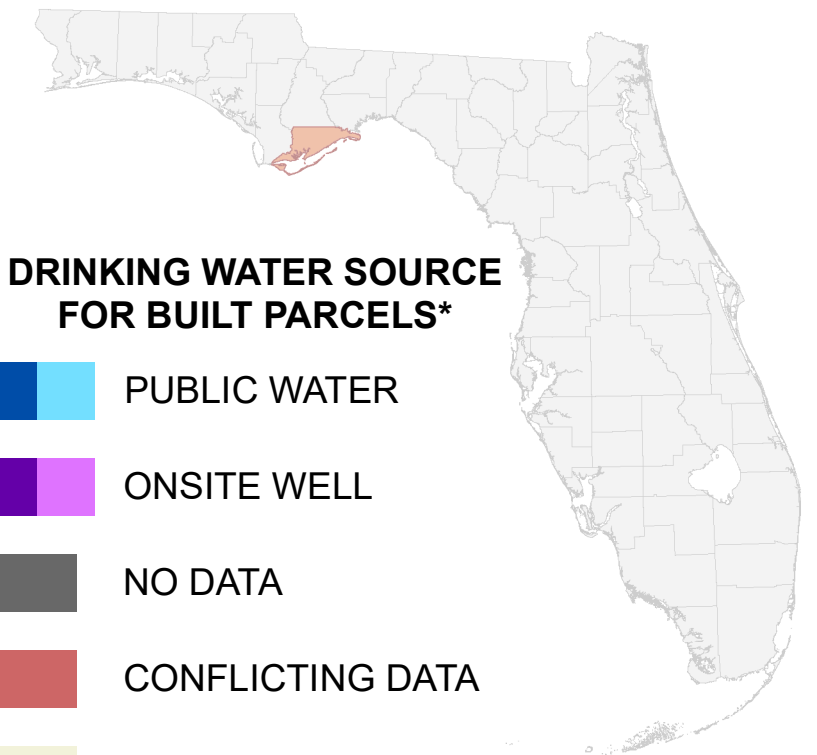 DRINKING WATER SOURCE
FOR BUILT PARCELS*
PUBLIC WATER
ONSITE WELL
NO DATA
CONFLICTING DATA